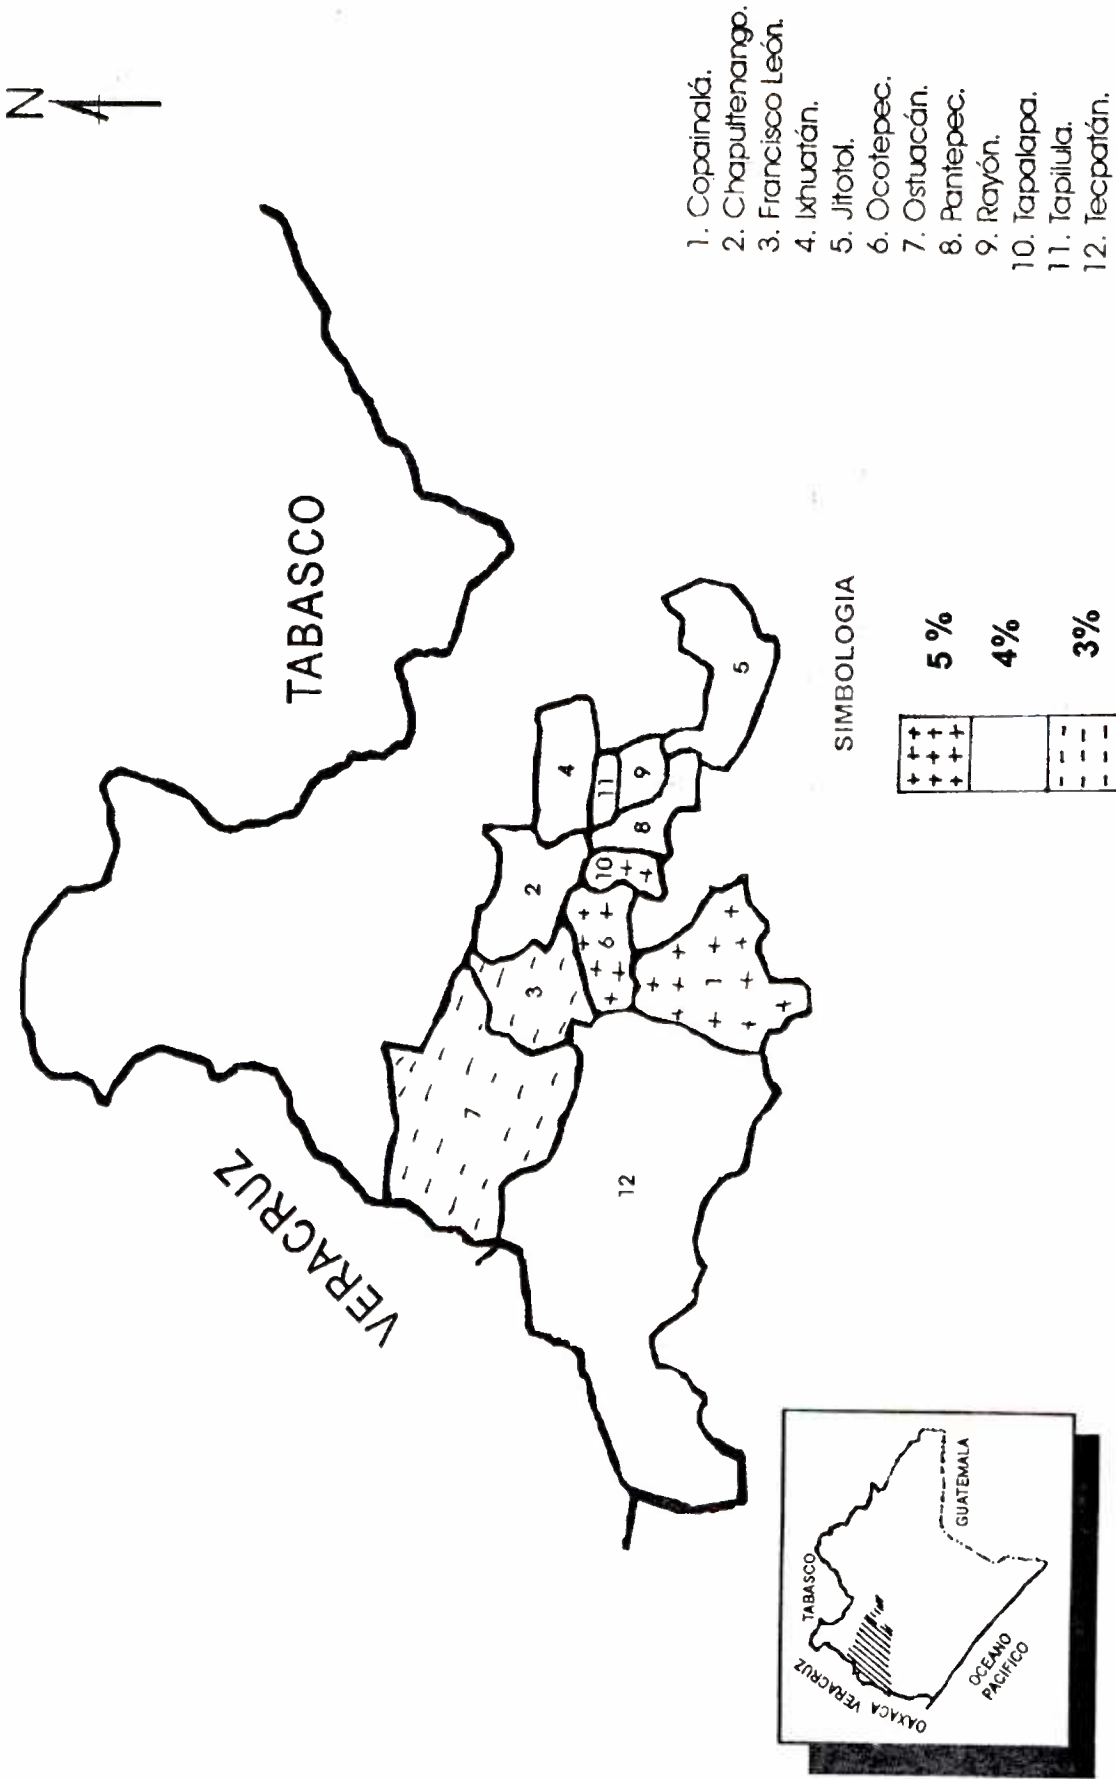 N
TABASCO
VERACRUZ
4
11
9
5
2
8
10
6
3
1
7
12
1. Copainalá.
2. Chapultenango.
3. Francisco León.
4. Ixhuatán.
5. Jitotol.
6. Ocotepec.
7. Ostuacán.
8. Pantepec.
9. Rayón.
10. Tapalapa.
11. Tapilula.
12. Tecpatán.
SIMBOLOGIA
5%
4%
3%
TABASCO
VERACRUZ
OAXACA
GUATEMALA
OCEANO
PACIFICO